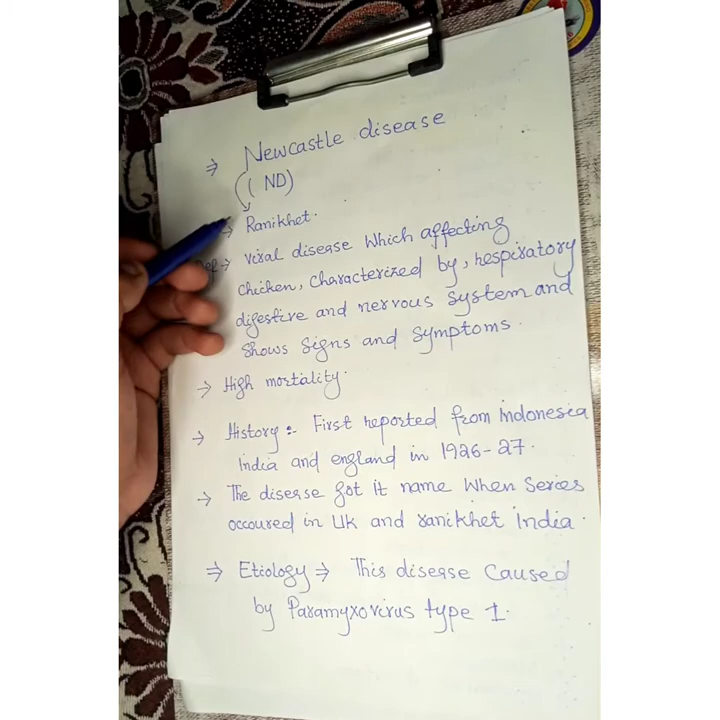 ⇒ Newcastle disease
( ND)
→ Ranikhet.
Def → viral disease which affecting
chicken, characterized by, respiratory
digestive and nervous system and
shows signs and symptoms.
→ High mortality.
→ History :- First reported from indonesia
india and england in 1926-27.
→ The disease got it name when series
occoured in UK and ranikhet india.
⇒ Etiology ⇒ This disease caused
by Paramyxovirus type 1.